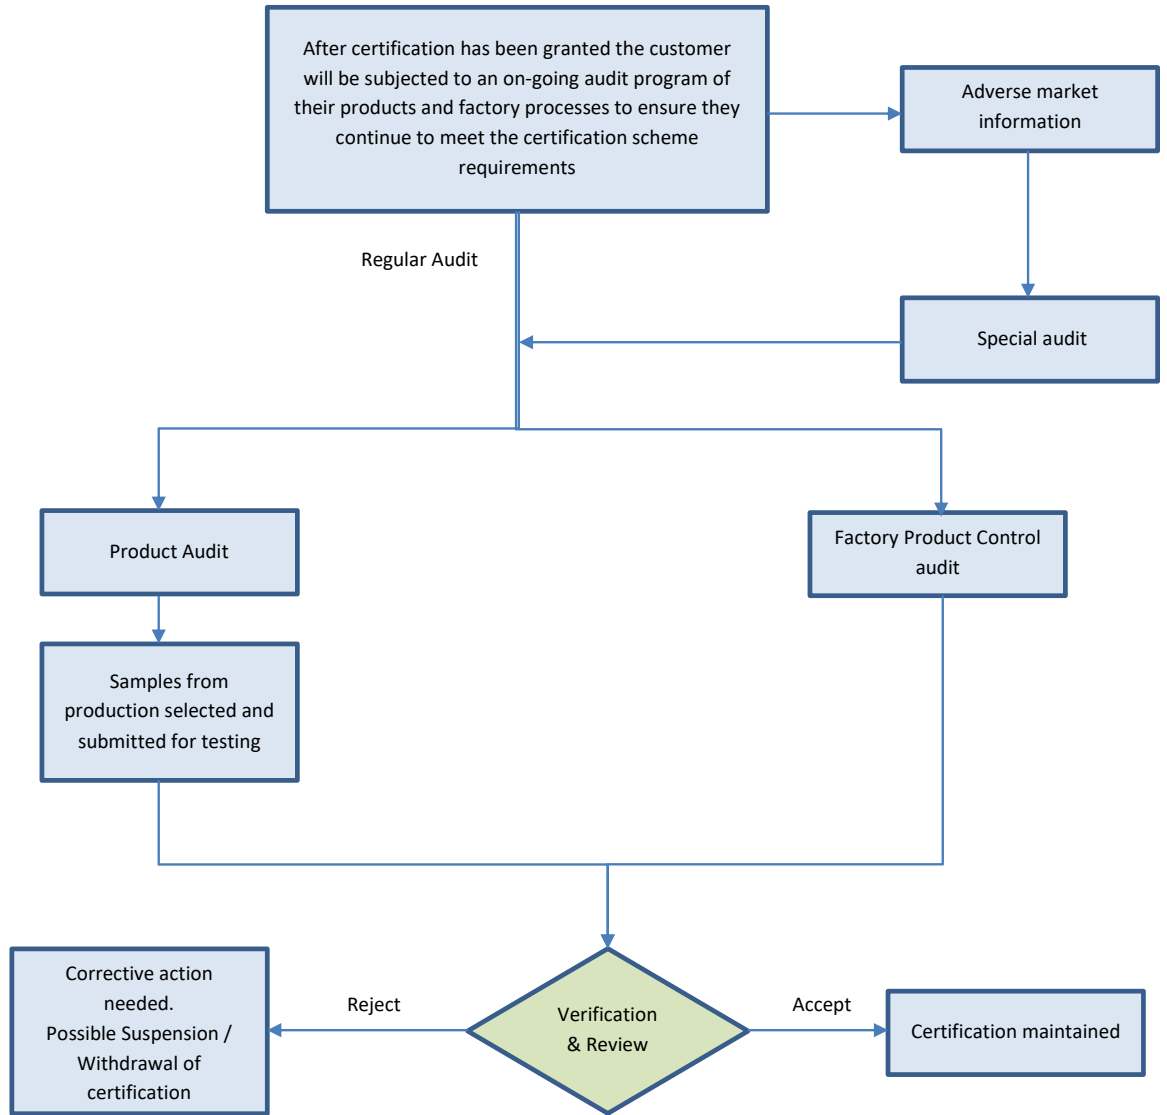 After certification has been granted the customer
will be subjected to an on-going audit program of
their products and factory processes to ensure they
continue to meet the certification scheme
requirements
Adverse market
information
Regular Audit
Special audit
Product Audit
Factory Product Control
audit
Samples from
production selected and
submitted for testing
Corrective action
needed.
Possible Suspension /
Withdrawal of
certification
Reject
Verification
& Review
Accept
Certification maintained